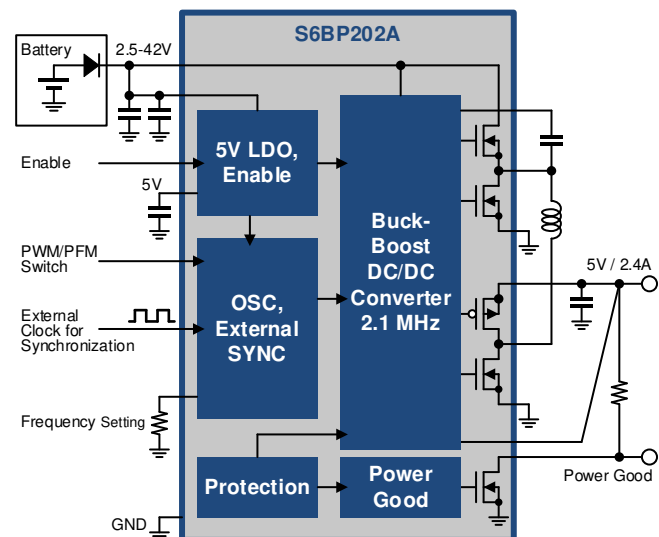 S6BP202A
Battery
2.5-42V
5V LDO,
Enable
Enable
5V
Buck-
Boost
DC/DC
Converter
2.1 MHz
PWM/PFM
Switch
OSC,
External
SYNC
External
Clock for
Synchronization
5V / 2.4A
Frequency Setting
Protection
Power
Good
Power Good
GND